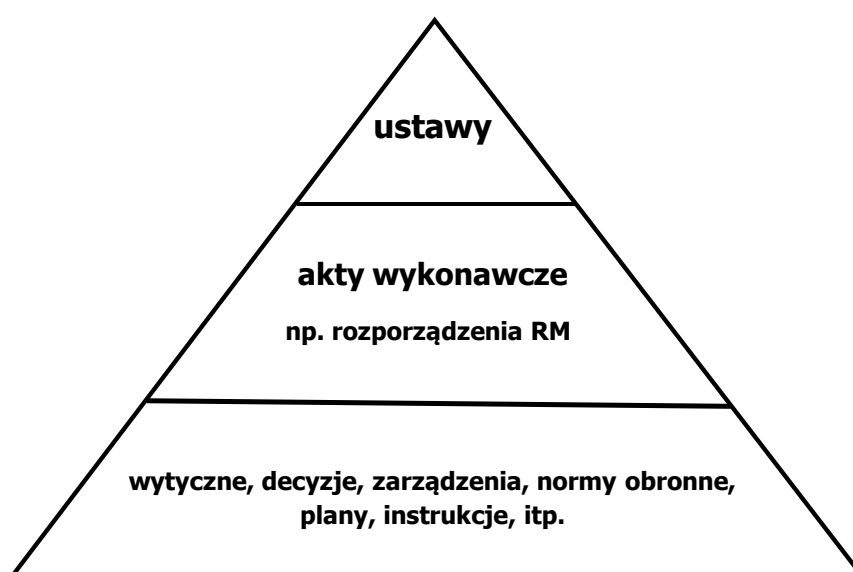 ustawy
akty wykonawcze
np. rozporządzenia RM
wytyczne, decyzje, zarządzenia, normy obronne,
plany, instrukcje, itp.